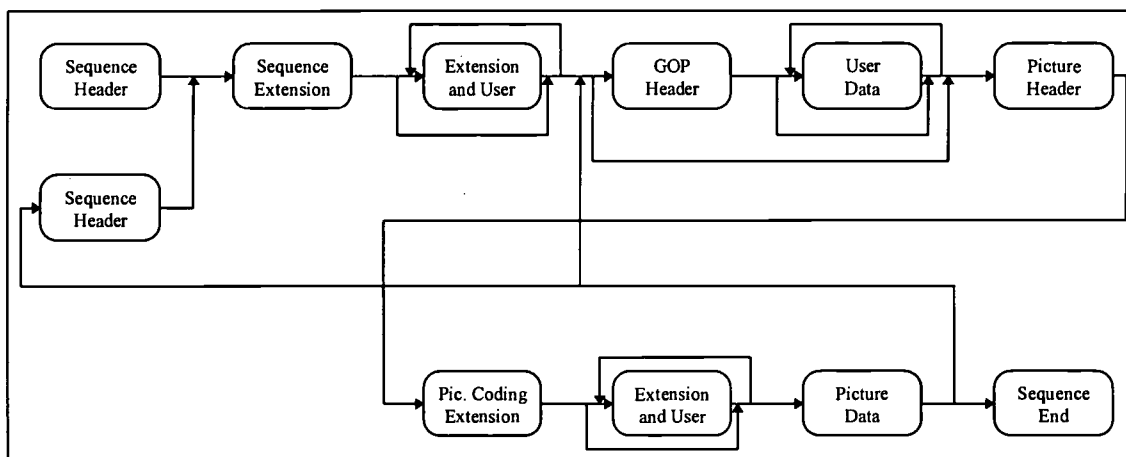 Sequence
Header
Sequence
Extension
Extension
and User
GOP
Header
User
Data
Picture
Header
Sequence
Header
Pic. Coding
Extension
Extension
and User
Picture
Data
Sequence
End